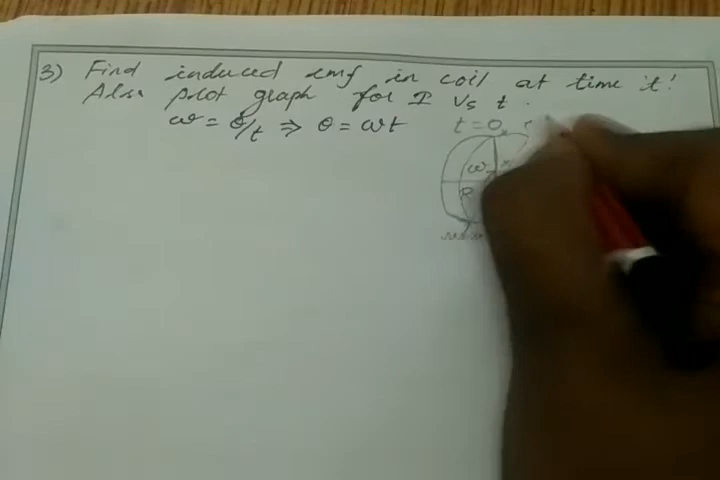 3) Find induced emf in coil at time 't'
Also plot graph for I Vs t.
ω = θ/t ⇒ θ = ωt
t = 0
ω
R